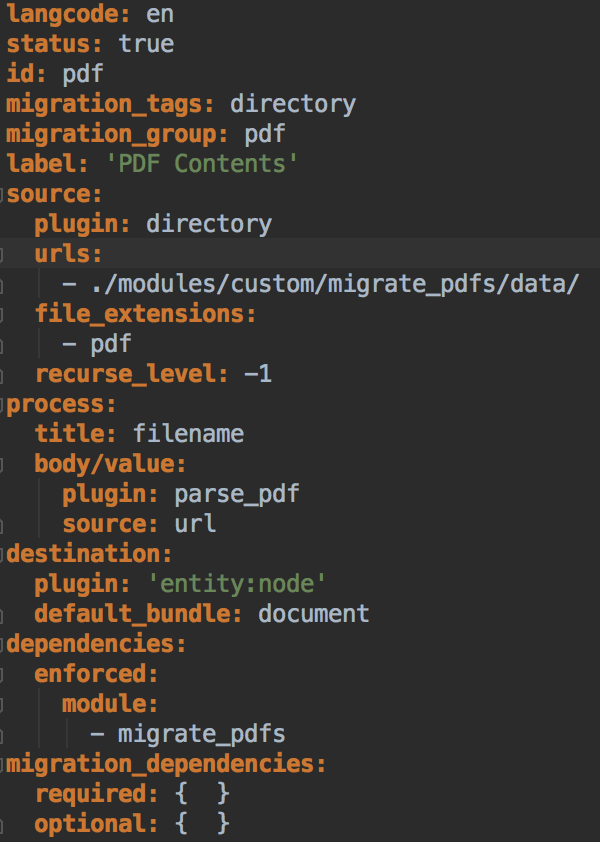 langcode: en
status: true
id: pdf
migration_tags: directory
migration_group: pdf
label: 'PDF Contents'
source:
  plugin: directory
  urls:
    - ./modules/custom/migrate_pdfs/data/
  file_extensions:
    - pdf
  recurse_level: -1
process:
  title: filename
  body/value:
    plugin: parse_pdf
    source: url
destination:
  plugin: 'entity:node'
  default_bundle: document
dependencies:
  enforced:
    module:
      - migrate_pdfs
migration_dependencies:
  required: {  }
  optional: {  }